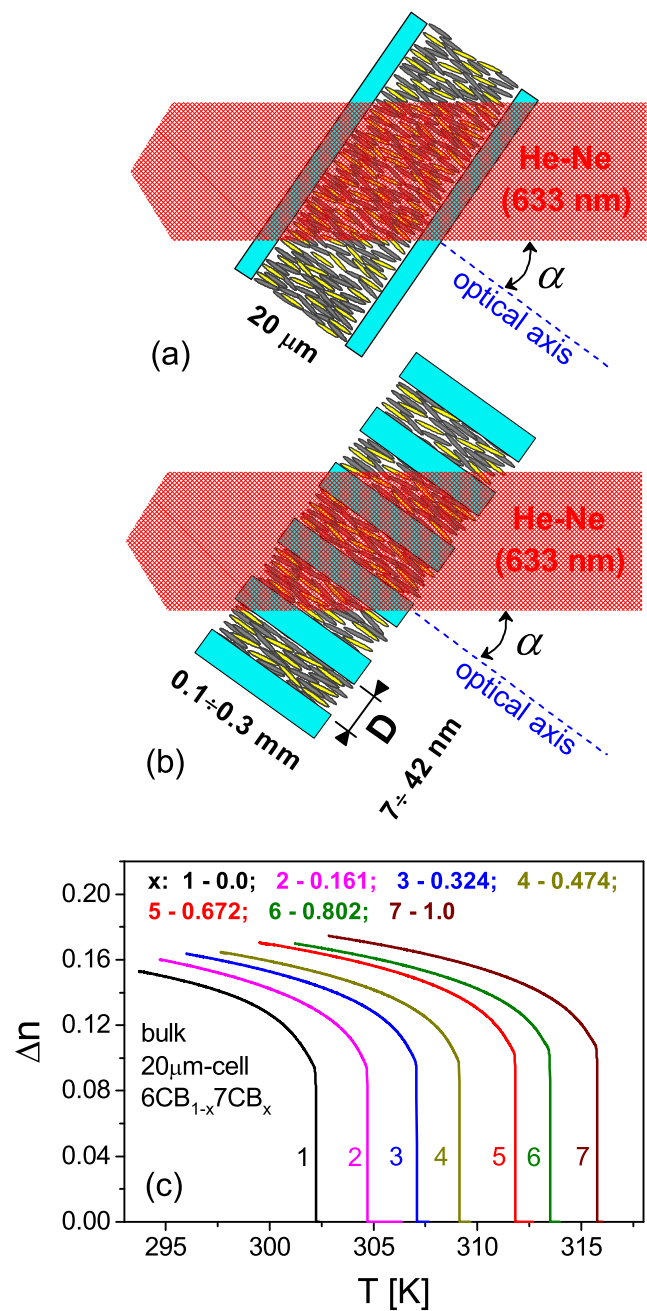 He-Ne
(633 nm)
α
optical axis
20 μm
(a)
He-Ne
(633 nm)
α
optical axis
0.1÷0.3 mm
D
7÷ 42 nm
(b)
x: 1 - 0.0; 2 - 0.161; 3 - 0.324; 4 - 0.474;
5 - 0.672; 6 - 0.802; 7 - 1.0
0.20
0.16
0.12
0.08
0.04
0.00
Δn
bulk
20μm-cell
6CB1-x7CBx
1 2 3 4 5 6 7
(c)
295 300 305 310 315
T [K]